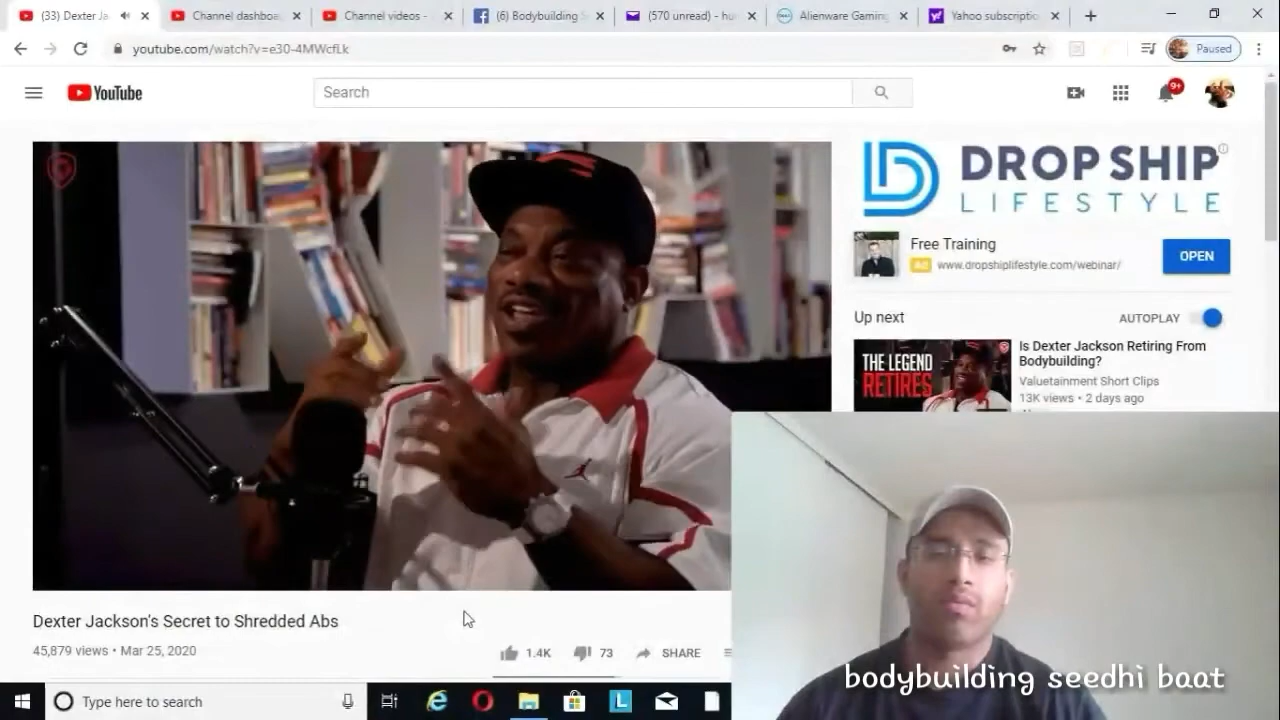 (33) Dexter Ja
Channel dashboa
Channel videos -
(6) Bodybuilding S
(570 unread) - hu
Alienware Gaming
Yahoo subscriptio
youtube.com/watch?v=e30-4MWcfLk
Paused
YouTube
Search
9+
DROP SHIP
LIFESTYLE
Free Training
Ad www.dropshiplifestyle.com/webinar/
OPEN
Up next
AUTOPLAY
THE LEGEND
RETIRES
Is Dexter Jackson Retiring From
Bodybuilding?
Valuetainment Short Clips
13K views • 2 days ago
Dexter Jackson's Secret to Shredded Abs
45,879 views • Mar 25, 2020
1.4K
73
SHARE
bodybuilding seedhi baat
Type here to search